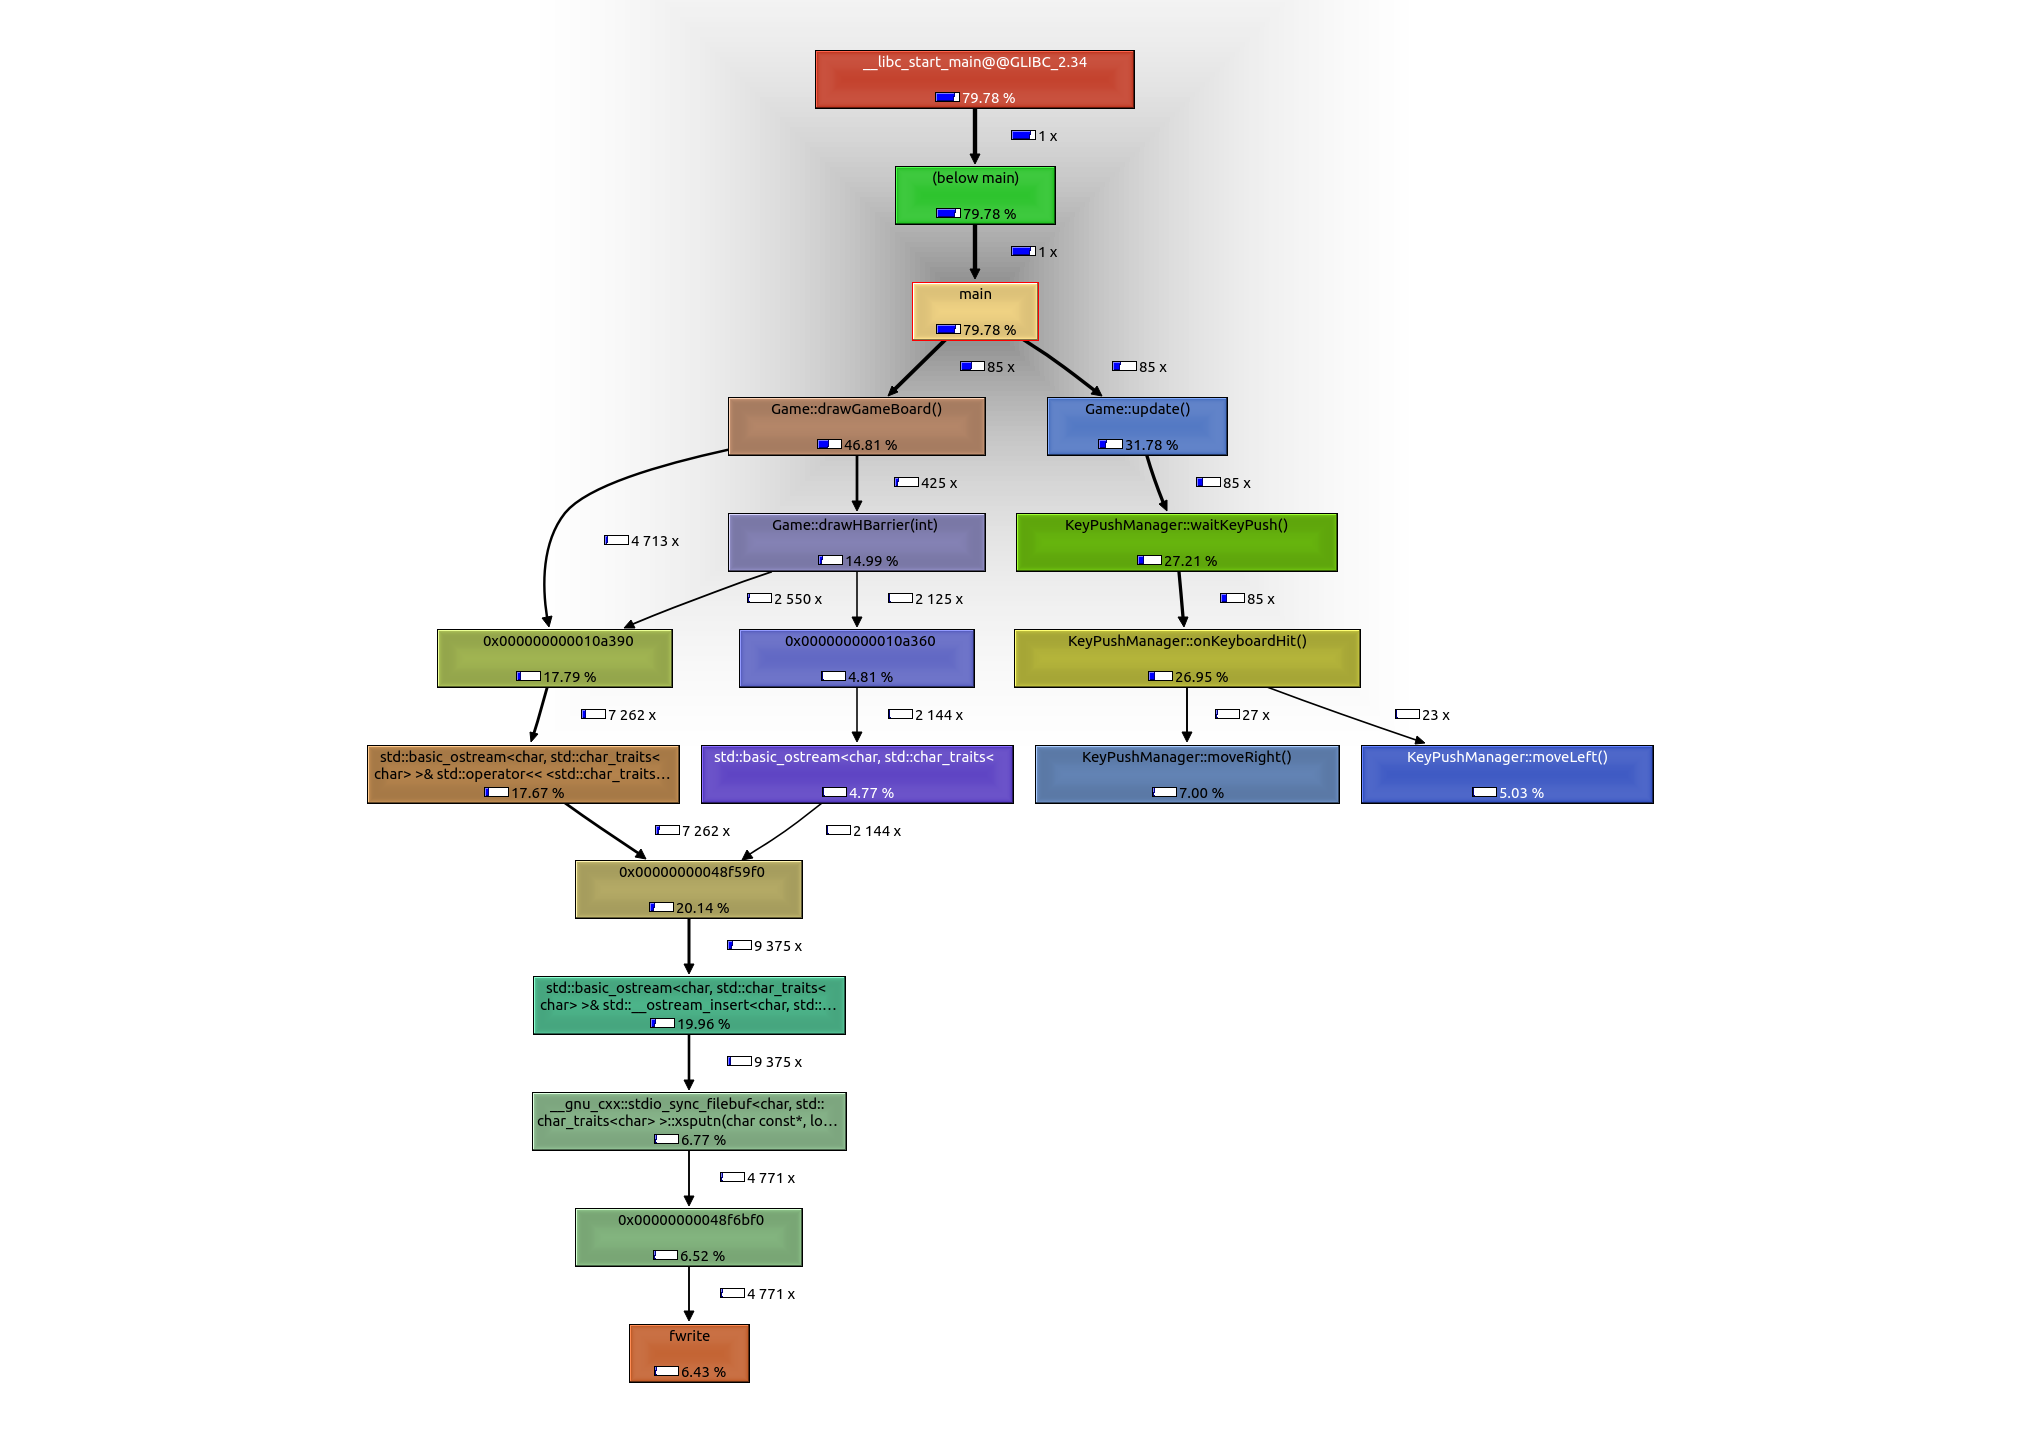 __libc_start_main@@GLIBC_2.34
79.78 %
1 x
(below main)
79.78 %
1 x
main
79.78 %
85 x
85 x
Game::drawGameBoard()
46.81 %
Game::update()
31.78 %
425 x
85 x
4 713 x
Game::drawHBarrier(int)
14.99 %
KeyPushManager::waitKeyPush()
27.21 %
2 550 x
2 125 x
85 x
0x000000000010a390
17.79 %
0x000000000010a360
4.81 %
KeyPushManager::onKeyboardHit()
26.95 %
7 262 x
2 144 x
27 x
23 x
std::basic_ostream<char, std::char_traits<
char> >& std::operator<< <std::char_traits...
17.67 %
std::basic_ostream<char, std::char_traits<
4.77 %
KeyPushManager::moveRight()
7.00 %
KeyPushManager::moveLeft()
5.03 %
7 262 x
2 144 x
0x00000000048f59f0
20.14 %
9 375 x
std::basic_ostream<char, std::char_traits<
char> >& std::__ostream_insert<char, std::...
19.96 %
9 375 x
__gnu_cxx::stdio_sync_filebuf<char, std::
char_traits<char> >::xsputn(char const*, lo...
6.77 %
4 771 x
0x00000000048f6bf0
6.52 %
4 771 x
fwrite
6.43 %